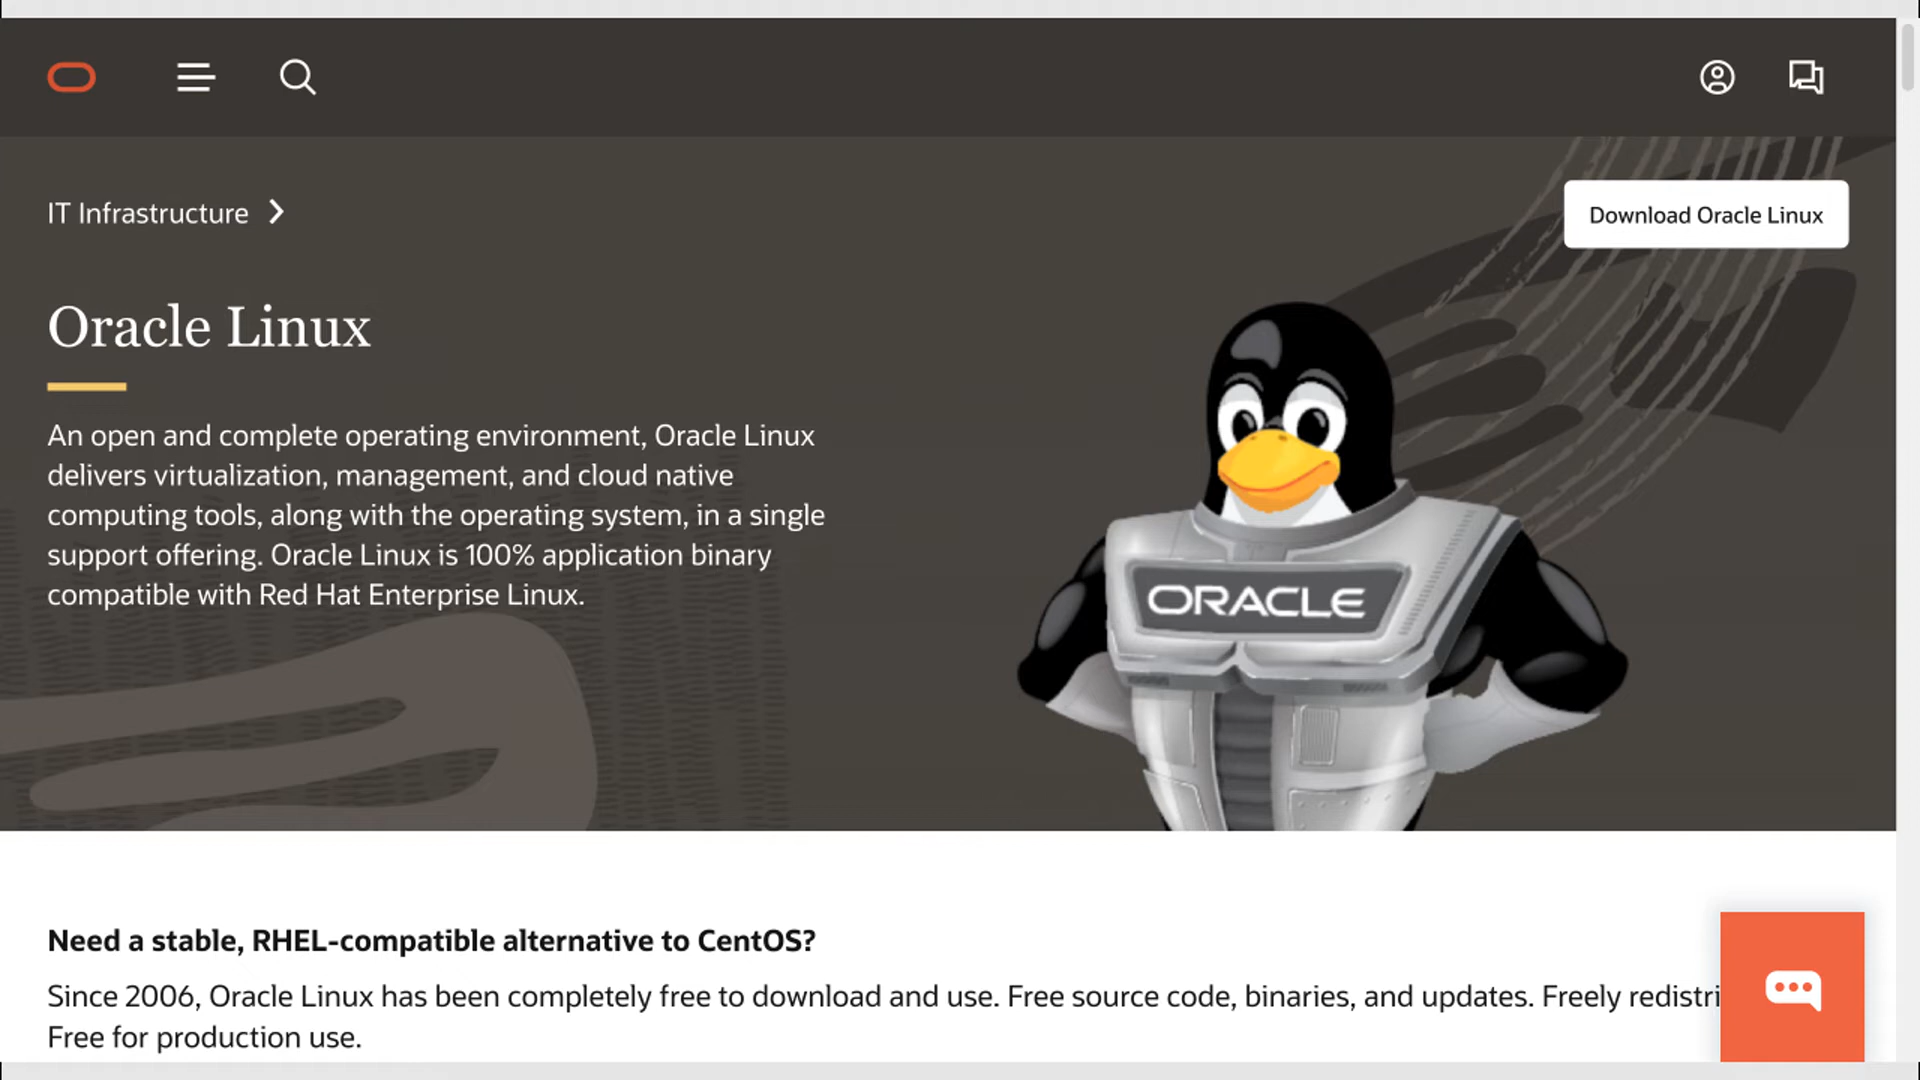 IT Infrastructure
Download Oracle Linux
Oracle Linux
An open and complete operating environment, Oracle Linux
delivers virtualization, management, and cloud native
computing tools, along with the operating system, in a single
support offering. Oracle Linux is 100% application binary
compatible with Red Hat Enterprise Linux.
ORACLE
Need a stable, RHEL-compatible alternative to CentOS?
Since 2006, Oracle Linux has been completely free to download and use. Free source code, binaries, and updates. Freely redistri
Free for production use.